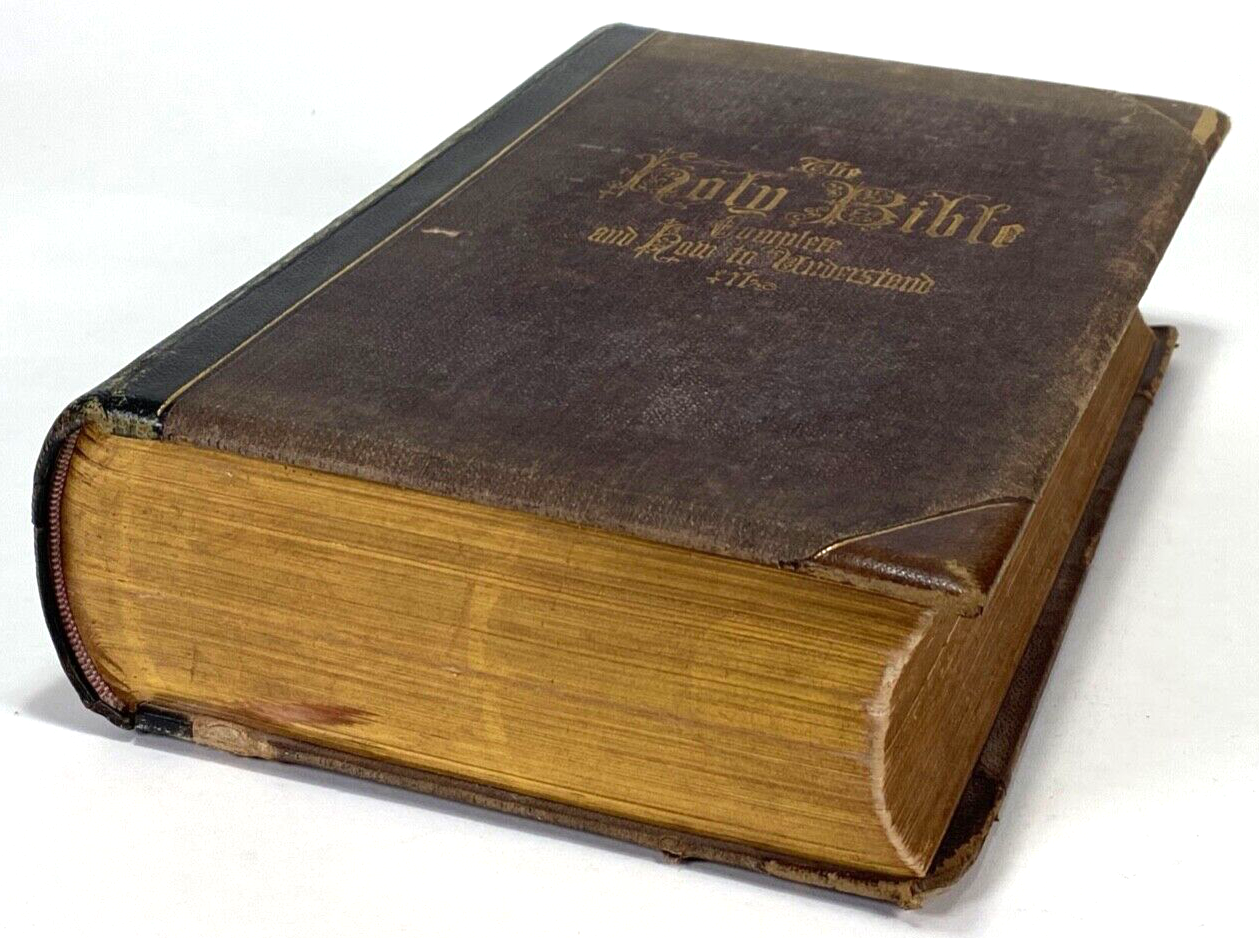 The
Holy Bible
Complete
and How to Understand
It